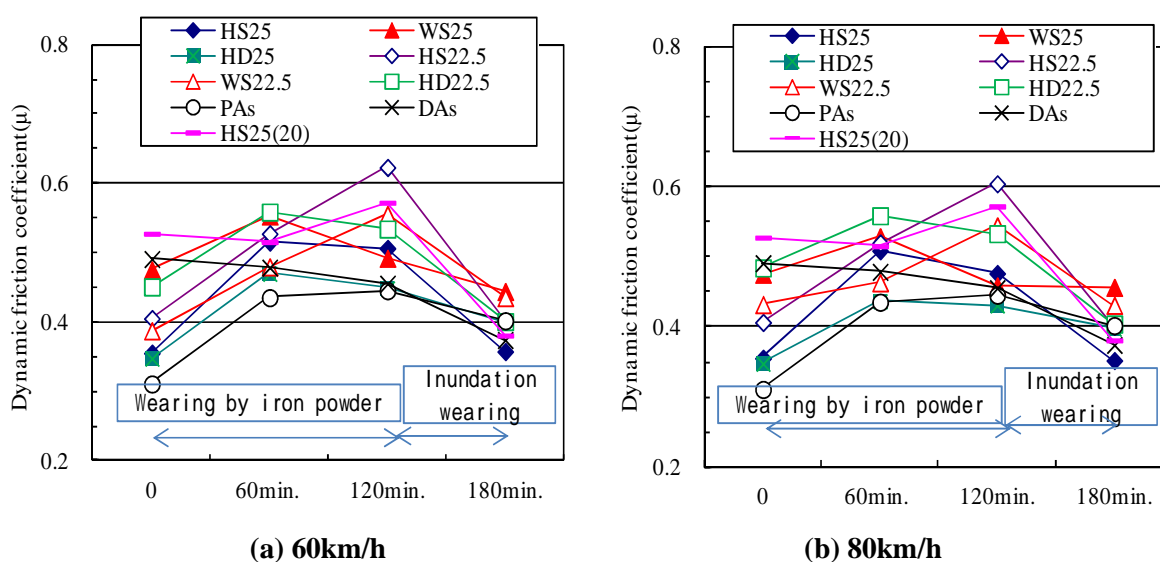 HS25 WS25
HD25 HS22.5
WS22.5 HD22.5
PAs DAs
HS25(20)
Dynamic friction coefficient(μ)
0.8
0.6
0.4
0.2
Wearing by iron powder
Inundation
wearing
0 60min. 120min. 180min.
(a) 60km/h
HS25 WS25
HD25 HS22.5
WS22.5 HD22.5
PAs DAs
HS25(20)
Dynamic friction coefficient(μ)
0.8
0.6
0.4
0.2
Wearing by iron powder
Inundation
wearing
0 60min. 120min. 180min.
(b) 80km/h